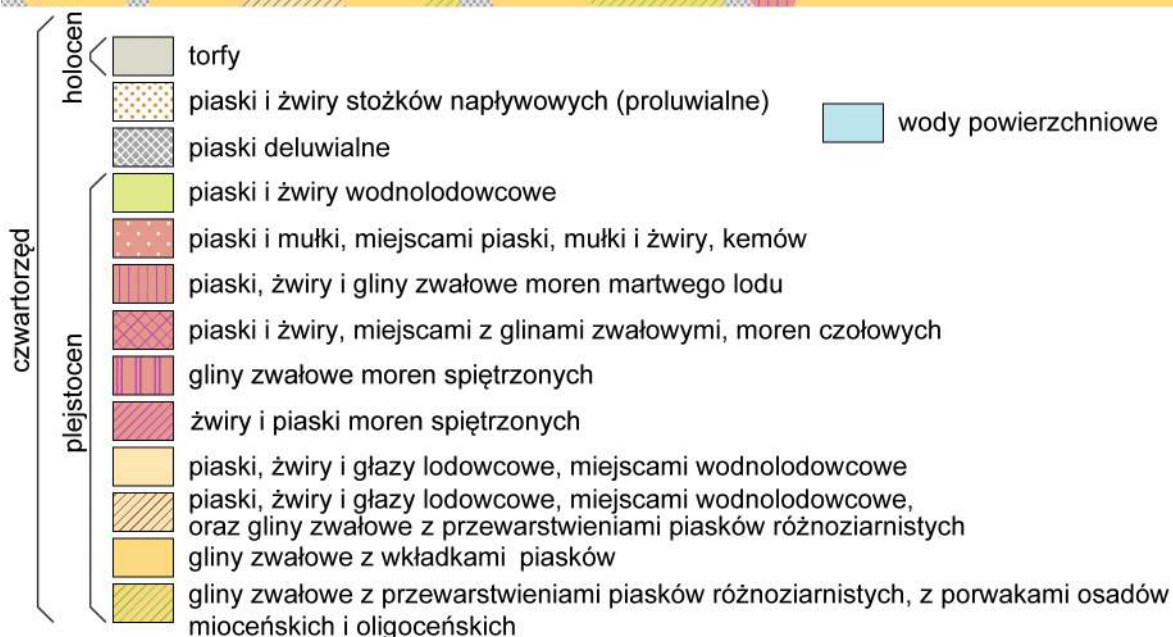 czwartorzęd
holocen
torfy
piaski i żwiry stożków napływowych (proluwialne)
piaski deluwialne
wody powierzchniowe
plejstocen
piaski i żwiry wodnolodowcowe
piaski i mułki, miejscami piaski, mułki i żwiry, kemów
piaski, żwiry i gliny zwałowe moren martwego lodu
piaski i żwiry, miejscami z glinami zwałowymi, moren czołowych
gliny zwałowe moren spiętrzonych
żwiry i piaski moren spiętrzonych
piaski, żwiry i głazy lodowcowe, miejscami wodnolodowcowe
piaski, żwiry i głazy lodowcowe, miejscami wodnolodowcowe,
oraz gliny zwałowe z przewarstwieniami piasków różnoziarnistych
gliny zwałowe z wkładkami piasków
gliny zwałowe z przewarstwieniami piasków różnoziarnistych, z porwakami osadów
mioceńskich i oligoceńskich